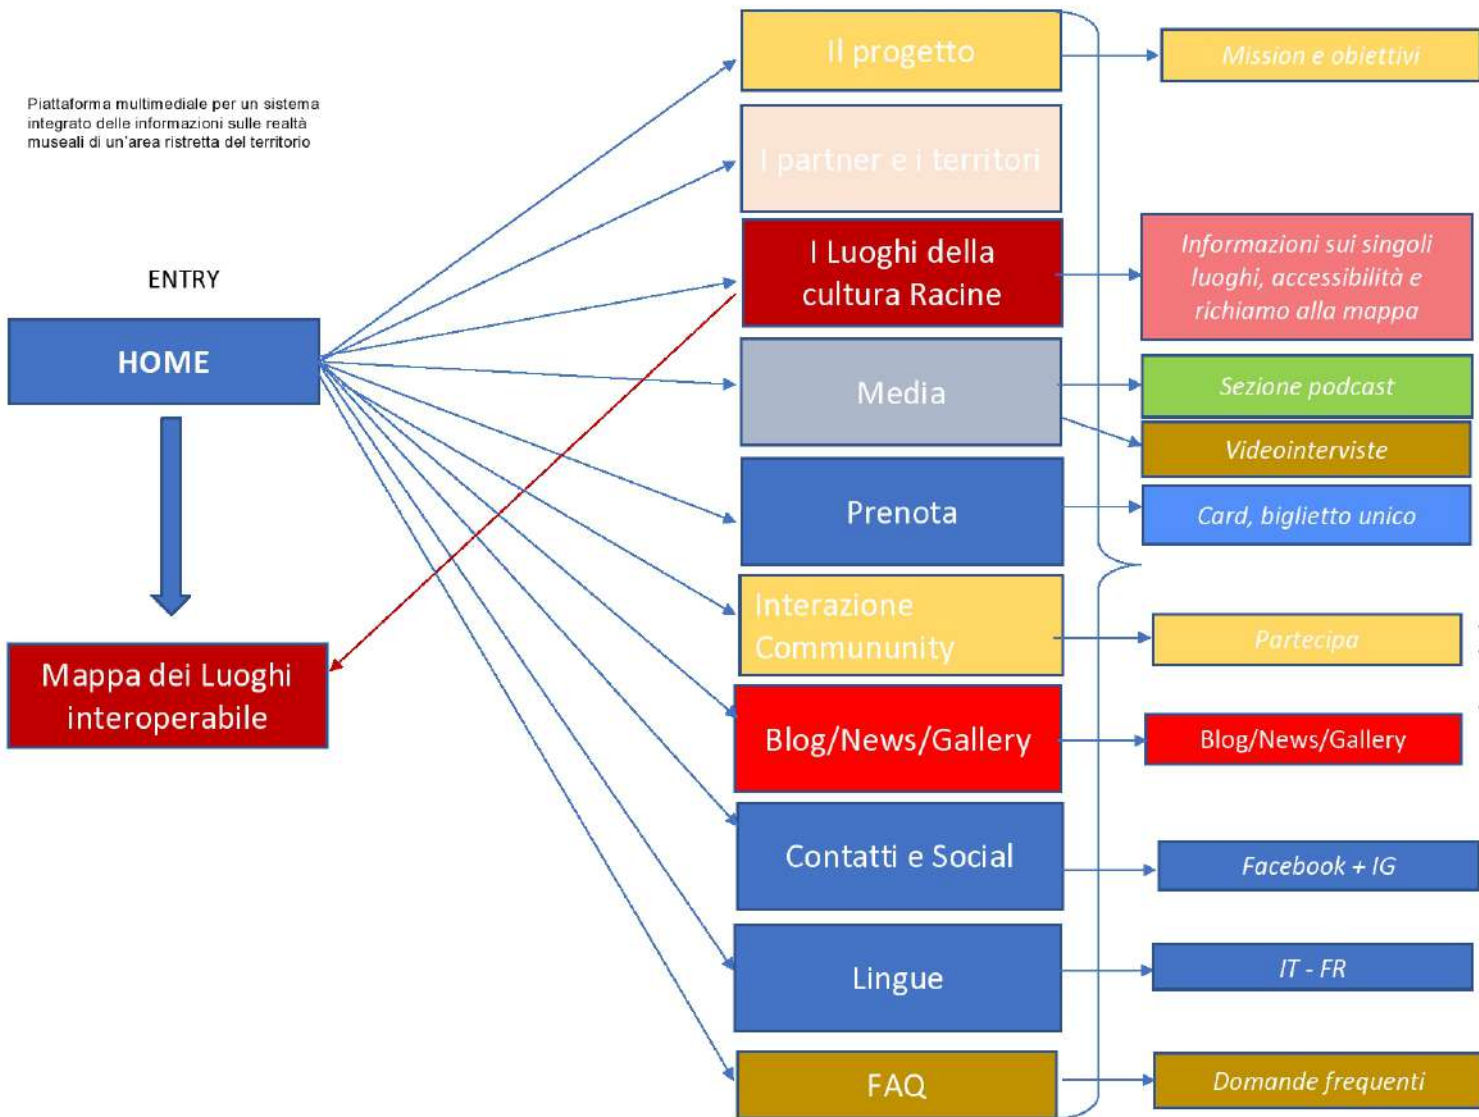 Piattaforma multimediale per un sistema
integrato delle informazioni sulle realtà
museali di un'area ristretta del territorio
ENTRY
HOME
Mappa dei Luoghi
interoperabile
Il progetto
Mission e obiettivi
I partner e i territori
I Luoghi della
cultura Racine
Informazioni sui singoli
luoghi, accessibilità e
richiamo alla mappa
Media
Sezione podcast
Videointerviste
Prenota
Card, biglietto unico
Interazione
Commununity
Partecipa
Blog/News/Gallery
Blog/News/Gallery
Contatti e Social
Facebook + IG
Lingue
IT - FR
FAQ
Domande frequenti